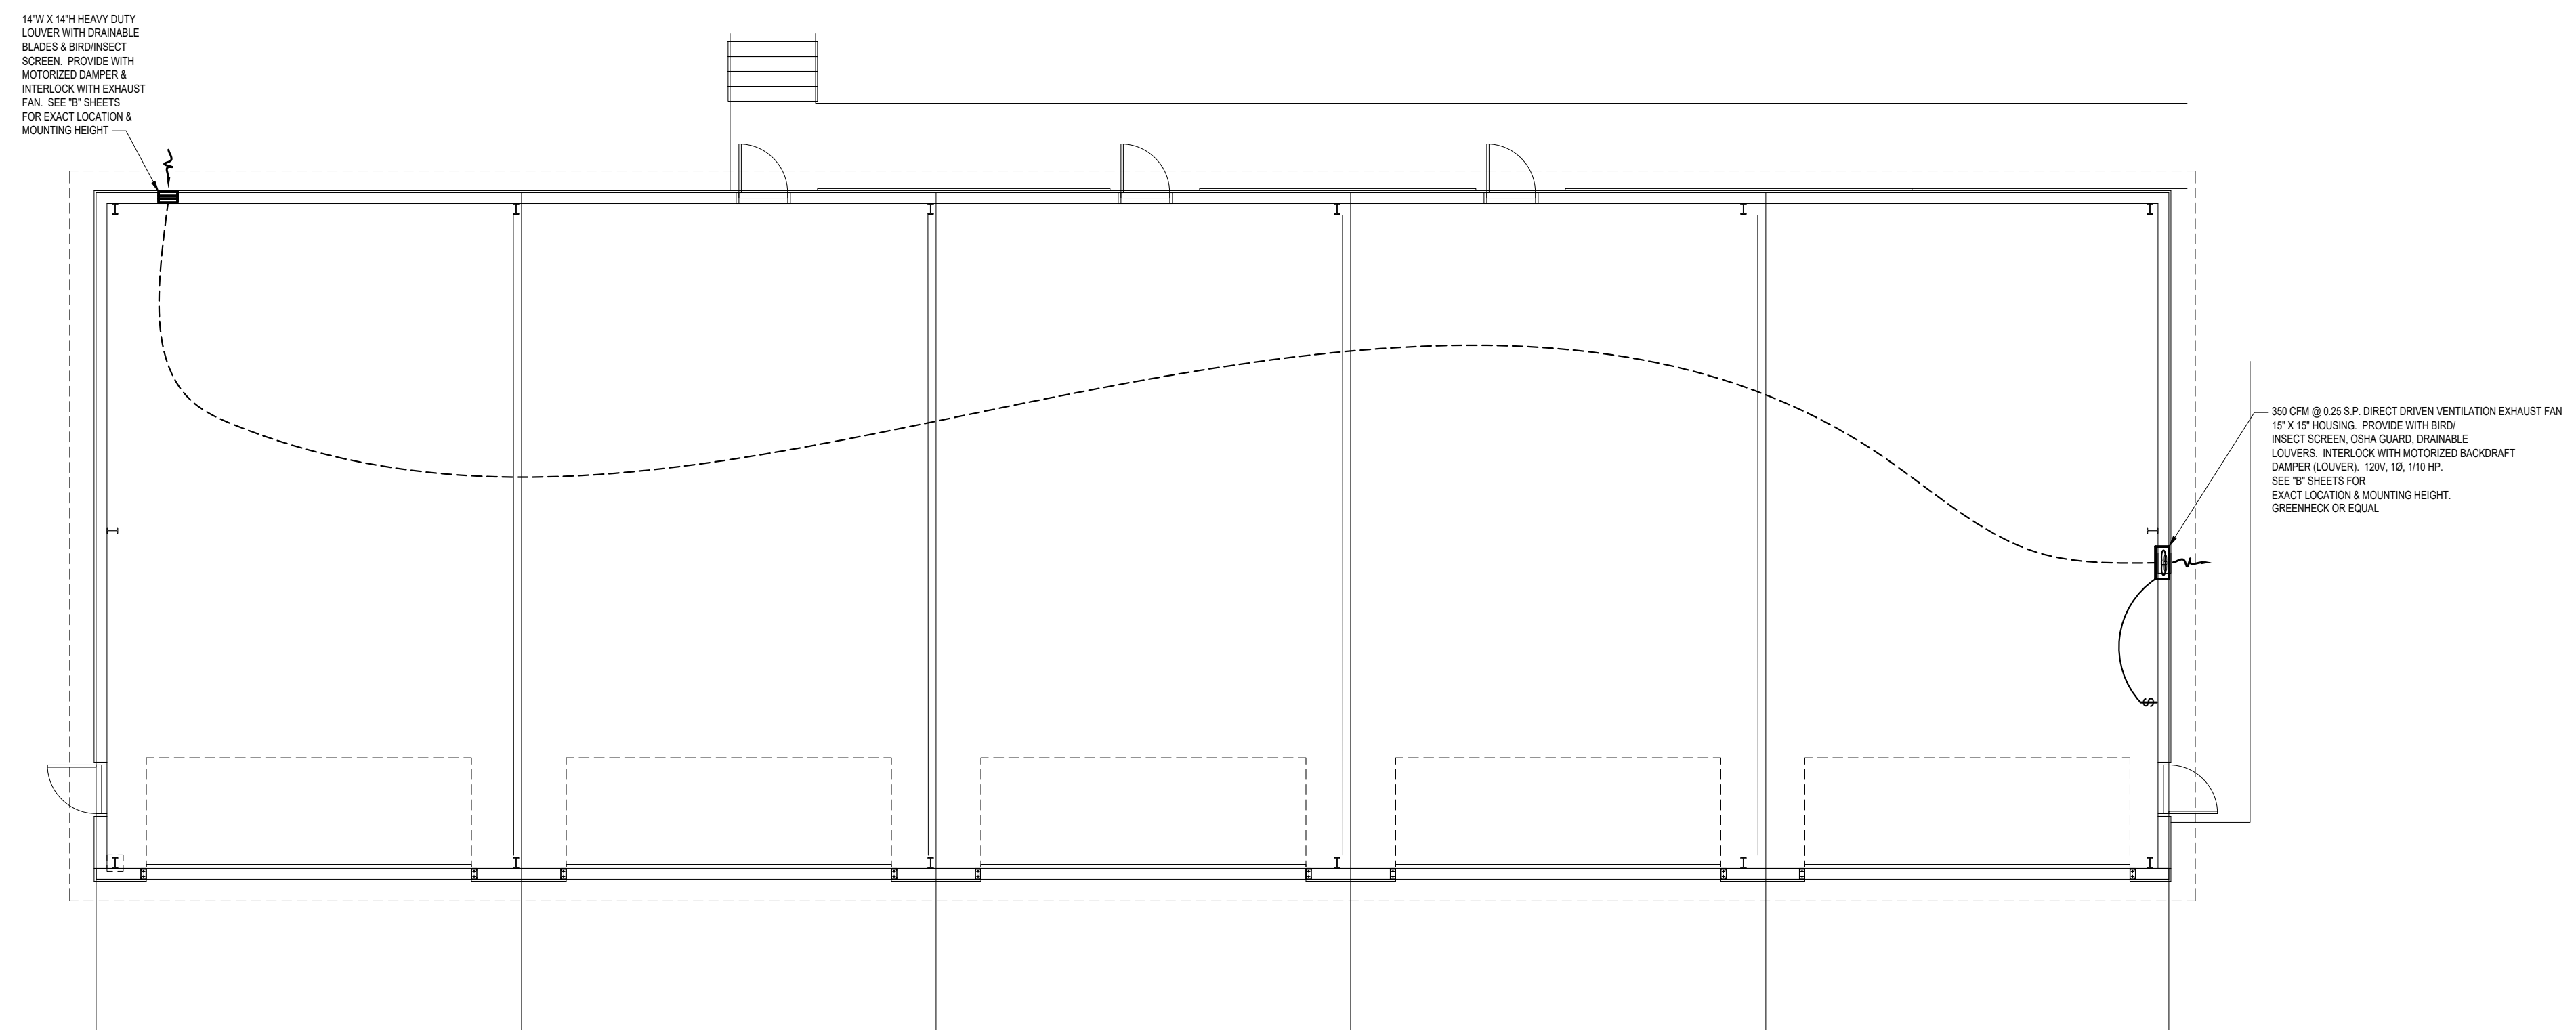 14"W X 14"H HEAVY DUTY
LOUVER WITH DRAINABLE
BLADES & BIRD/INSECT
SCREEN. PROVIDE WITH
MOTORIZED DAMPER &
INTERLOCK WITH EXHAUST
FAN. SEE "B" SHEETS
FOR EXACT LOCATION &
MOUNTING HEIGHT
350 CFM @ 0.25 S.P. DIRECT DRIVEN VENTILATION EXHAUST FAN
15" X 15" HOUSING. PROVIDE WITH BIRD/
INSECT SCREEN, OSHA GUARD, DRAINABLE
LOUVERS. INTERLOCK WITH MOTORIZED BACKDRAFT
DAMPER (LOUVER). 120V, 1Ø, 1/10 HP.
SEE "B" SHEETS FOR
EXACT LOCATION & MOUNTING HEIGHT.
GREENHECK OR EQUAL
$